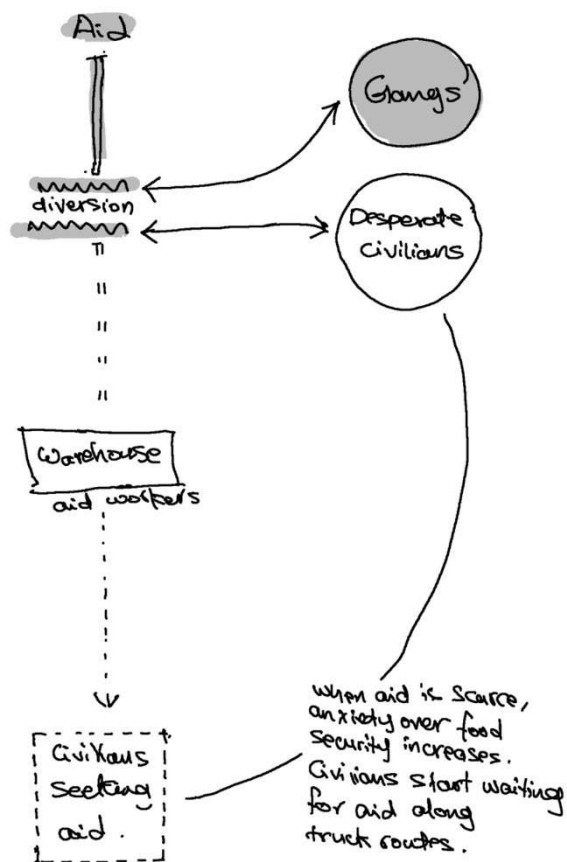 Aid
Gangs
diversion
Desperate
Civilians
Warehouse
aid workers
when aid is scarce,
anxiety over food
security increases.
Civilians start waiting
for aid along
truck routes.
Civilians
Seeking
aid.